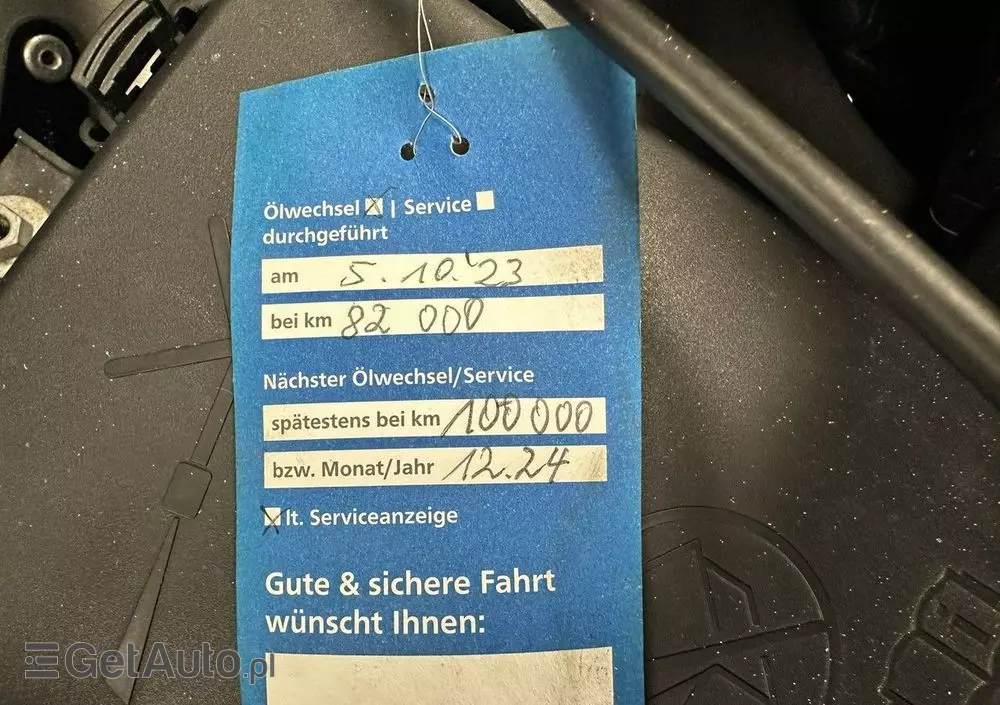 Ölwechsel | Service
durchgeführt
am 5.10.'23
bei km 82 000
Nächster Ölwechsel/Service
spätestens bei km 100 000
bzw. Monat/Jahr 12.24
lt. Serviceanzeige
Gute & sichere Fahrt
wünscht Ihnen:
GetAuto.pl